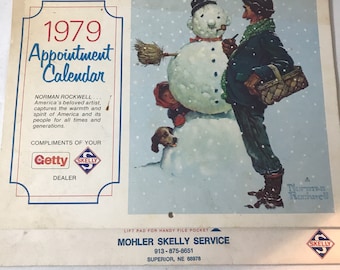 1979
Appointment
Calendar
NORMAN ROCKWELL . . .
America's beloved artist,
captures the warmth and
spirit of America and its
people for all times and
generations.
COMPLIMENTS OF YOUR
Getty
SKELLY
DEALER
A
Norman
Rockwell
LIFT PAD FOR HANDY FILE POCKET
MOHLER SKELLY SERVICE
913 - 875-8651
SUPERIOR, NE 68978
SKELLY